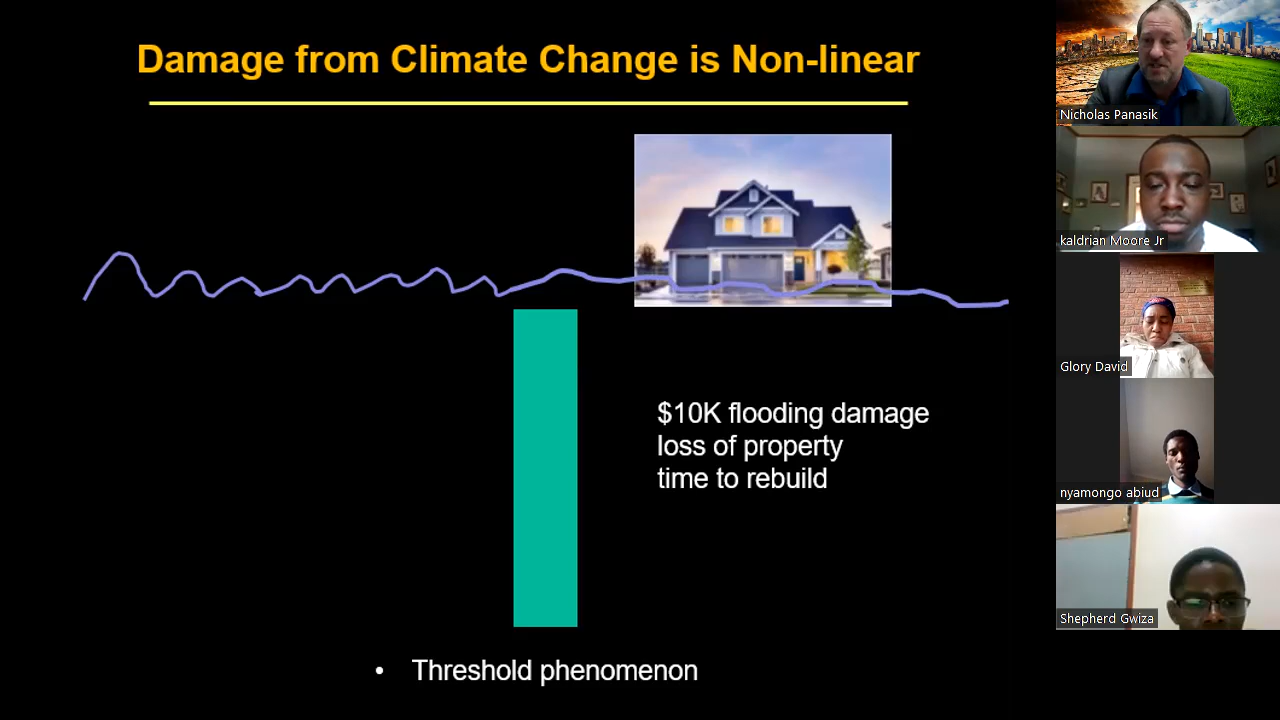 Damage from Climate Change is Non-linear
$10K flooding damage
loss of property
time to rebuild
• Threshold phenomenon
Nicholas Panasik
kaldrian Moore Jr
Glory David
nyamongo abiud
Shepherd Gwiza